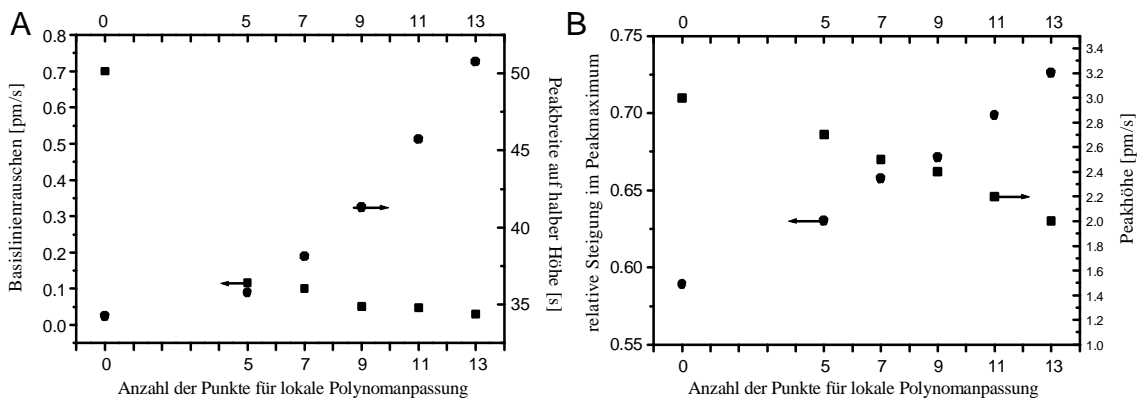 A
0 5 7 9 11 13
0.8
0.7
0.6
0.5
0.4
0.3
0.2
0.1
0.0
Basislinienrauschen [pm/s]
50
45
40
35
Peakbreite auf halber Höhe [s]
0 5 7 9 11 13
Anzahl der Punkte für lokale Polynomanpassung
B
0 5 7 9 11 13
0.75
0.70
0.65
0.60
0.55
relative Steigung im Peakmaximum
3.4
3.2
3.0
2.8
2.6
2.4
2.2
2.0
1.8
1.6
1.4
1.2
1.0
Peakhöhe [pm/s]
0 5 7 9 11 13
Anzahl der Punkte für lokale Polynomanpassung